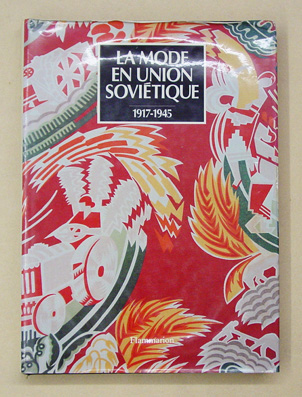 LA MODE
EN UNION
SOVIÉTIQUE
1917-1945
Flammarion